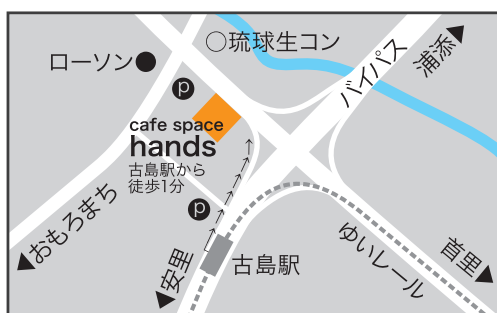 ローソン●
○琉球生コン
バイパス
浦添
P
cafe space
hands
古島駅から
徒歩1分
P
おもろまち
安里
古島駅
ゆいレール
首里